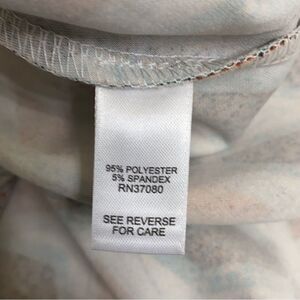 95% POLYESTER
5% SPANDEX
RN37080
SEE REVERSE
FOR CARE